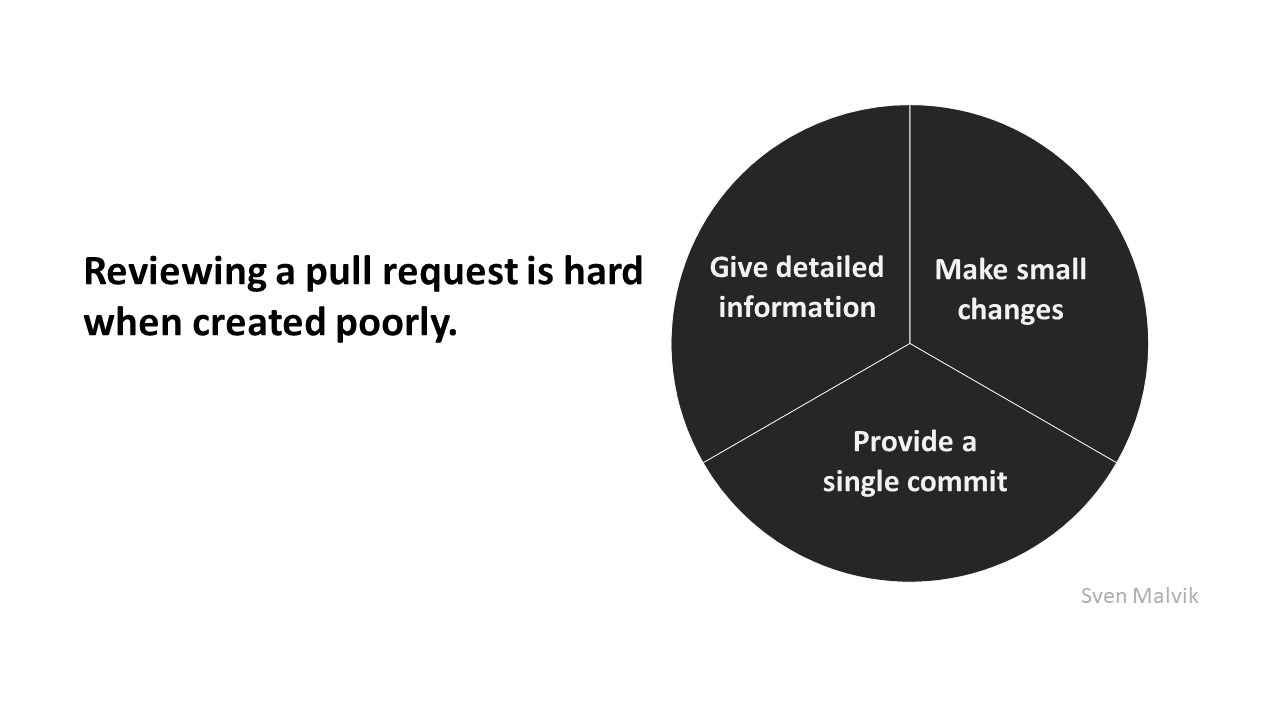 Reviewing a pull request is hard
when created poorly.
Give detailed
information
Make small
changes
Provide a
single commit
Sven Malvik